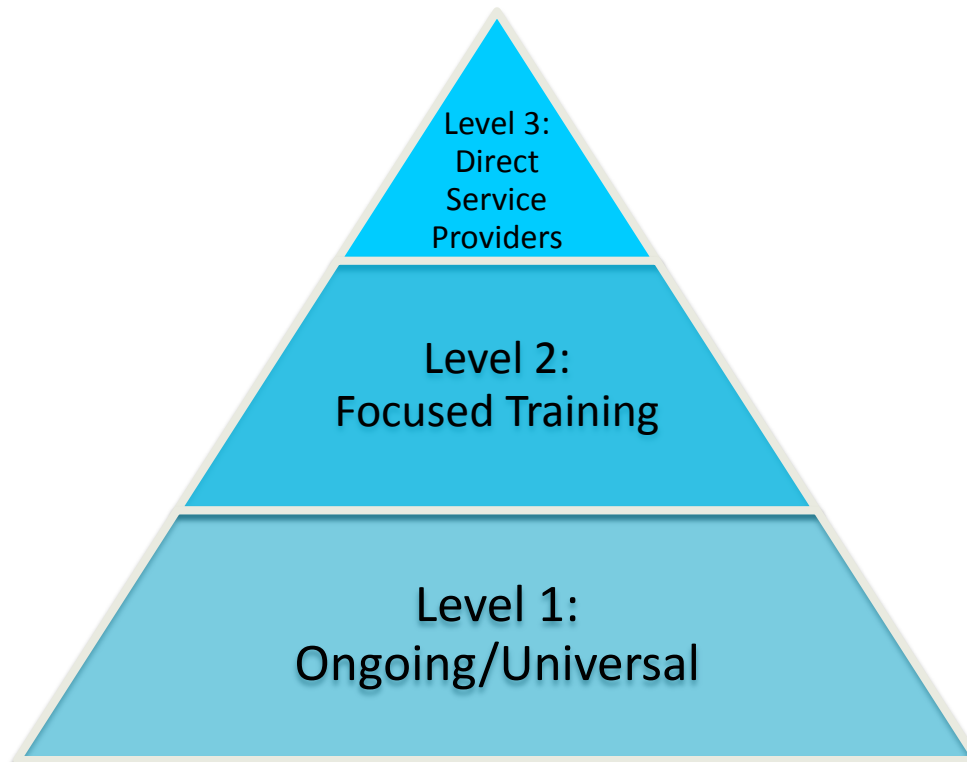 Level 3:
Direct
Service
Providers
Level 2:
Focused Training
Level 1:
Ongoing/Universal